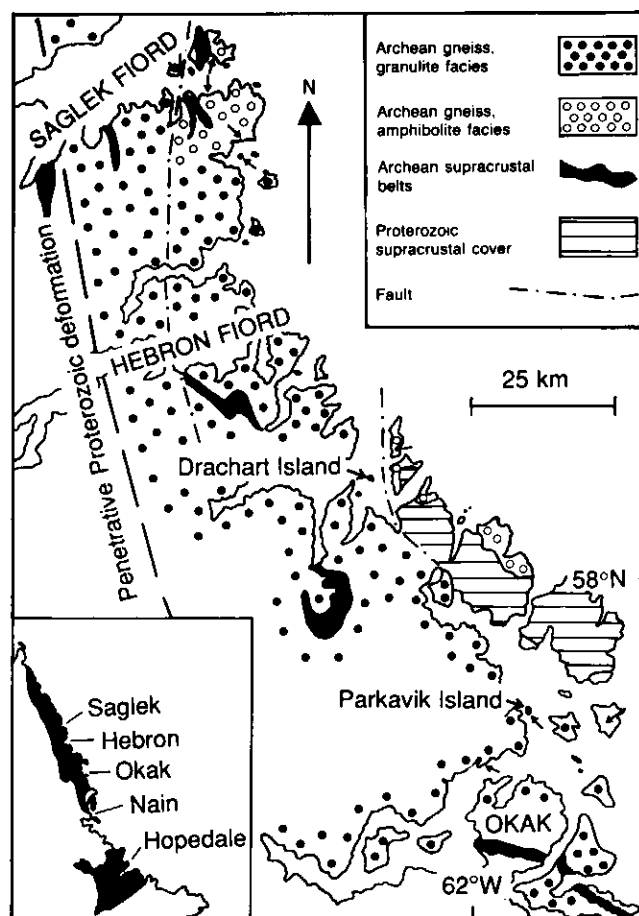 SAGLEK FIORD
N
Archean gneiss,
granulite facies
Archean gneiss,
amphibolite facies
Archean supracrustal
belts
Proterozoic
supracrustal cover
Fault
Penetrative Proterozoic deformation
HEBRON FIORD
25 km
Drachart Island
58°N
Parkavik Island
OKAK
62°W
Saglek
Hebron
Okak
Nain
Hopedale